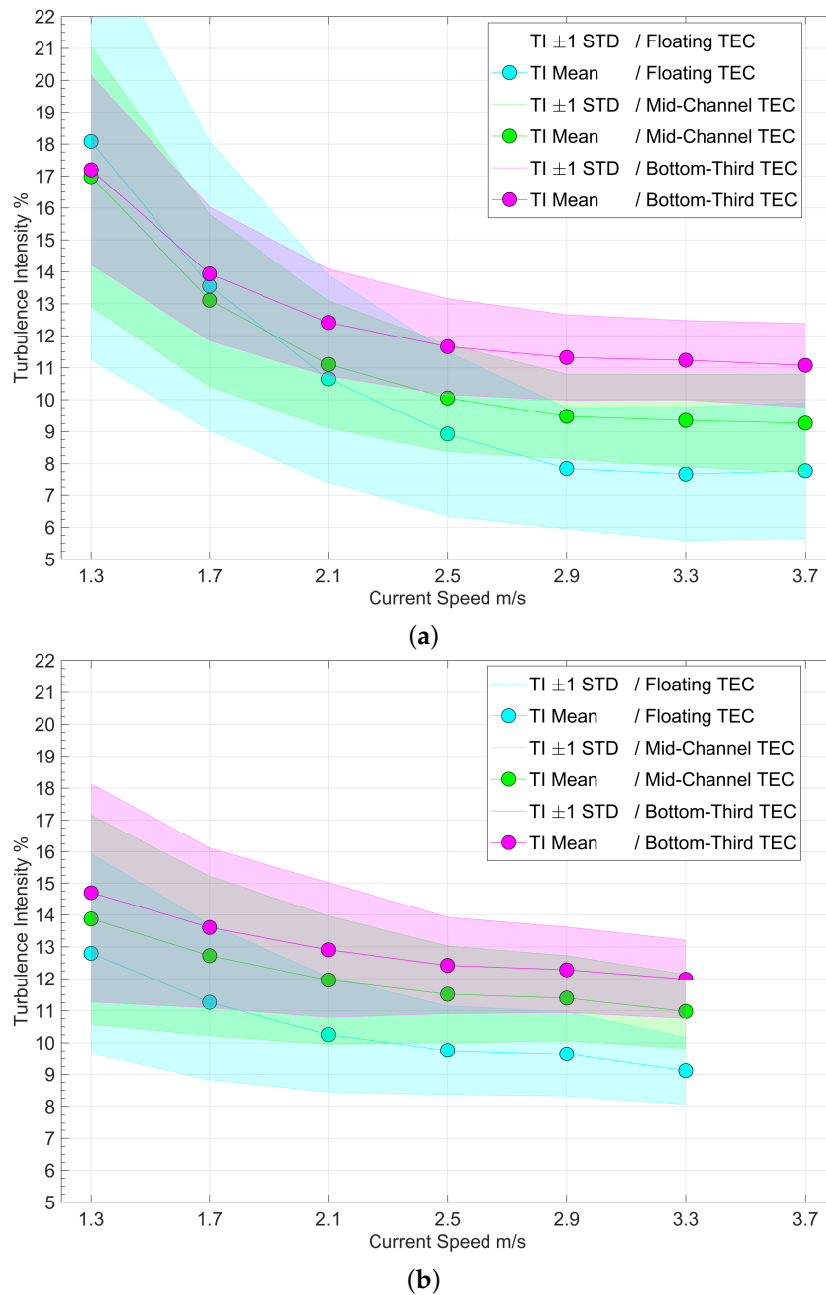 22
21
20
19
18
17
16
15
14
13
12
11
10
9
8
7
6
5
Turbulence Intensity %
TI ±1 STD / Floating TEC
TI Mean / Floating TEC
TI ±1 STD / Mid-Channel TEC
TI Mean / Mid-Channel TEC
TI ±1 STD / Bottom-Third TEC
TI Mean / Bottom-Third TEC
1.3 1.7 2.1 2.5 2.9 3.3 3.7
Current Speed m/s
(a)
22
21
20
19
18
17
16
15
14
13
12
11
10
9
8
7
6
5
Turbulence Intensity %
TI ±1 STD / Floating TEC
TI Mean / Floating TEC
TI ±1 STD / Mid-Channel TEC
TI Mean / Mid-Channel TEC
TI ±1 STD / Bottom-Third TEC
TI Mean / Bottom-Third TEC
1.3 1.7 2.1 2.5 2.9 3.3 3.7
Current Speed m/s
(b)